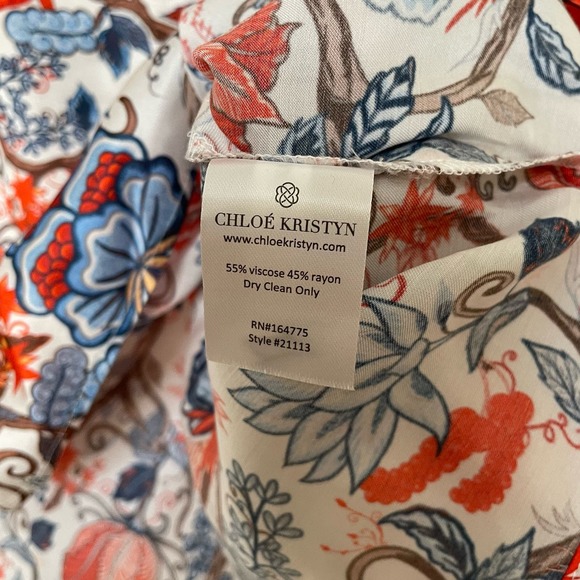 CHLOÉ KRISTYN
www.chloekristyn.com
55% viscose 45% rayon
Dry Clean Only
RN#164775
Style #21113